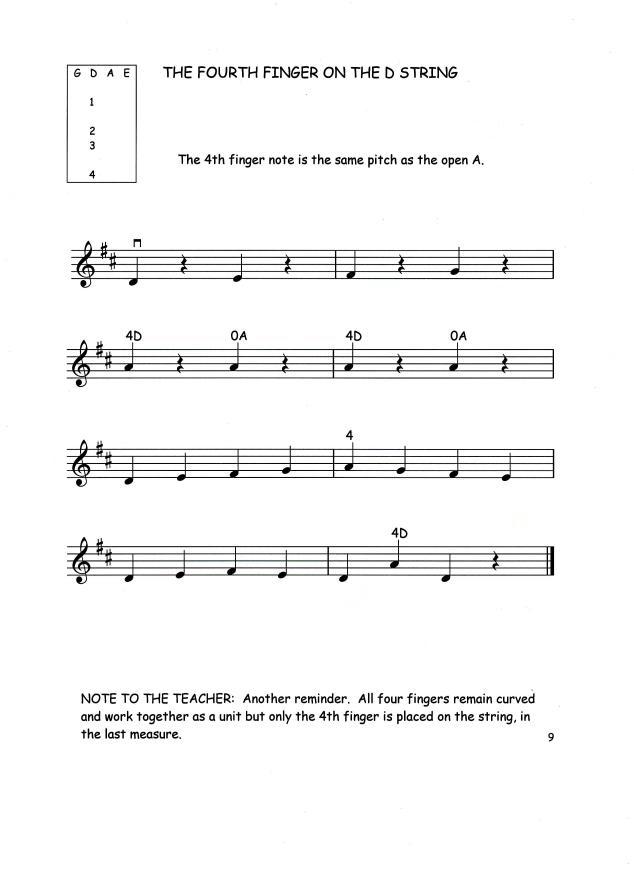 G D A E
1
2
3
4
THE FOURTH FINGER ON THE D STRING
The 4th finger note is the same pitch as the open A.
4D 0A 4D 0A
4
4D
NOTE TO THE TEACHER: Another reminder. All four fingers remain curved
and work together as a unit but only the 4th finger is placed on the string, in
the last measure.
9